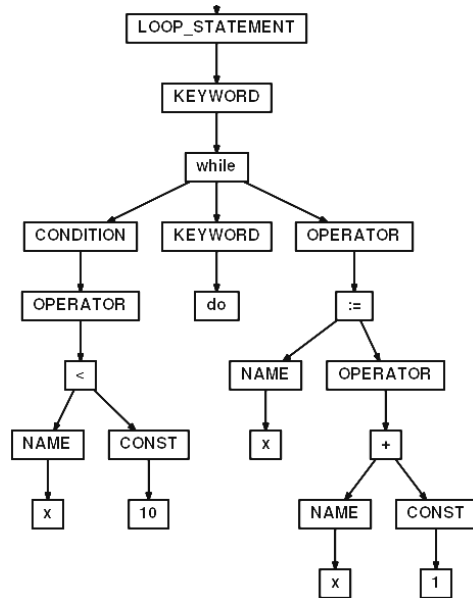 LOOP_STATEMENT
KEYWORD
while
CONDITION KEYWORD OPERATOR
OPERATOR do :=
< NAME OPERATOR
NAME CONST x +
x 10 NAME CONST
x 1